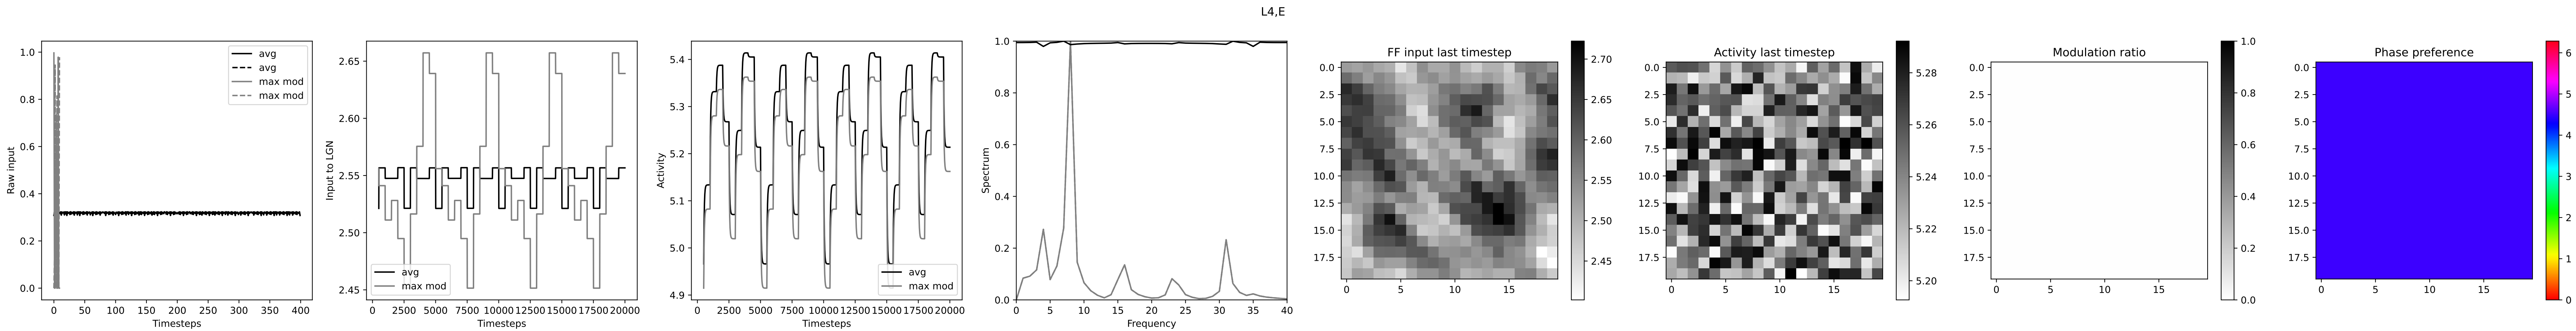 L4,E
Raw input
1.0
0.8
0.6
0.4
0.2
0.0
avg
avg
max mod
max mod
0 50 100 150 200 250 300 350 400
Timesteps
Input to LGN
2.65
2.60
2.55
2.50
2.45
avg
max mod
0 2500 5000 7500 10000 12500 15000 17500 20000
Timesteps
Activity
5.4
5.3
5.2
5.1
5.0
4.9
avg
max mod
0 2500 5000 7500 10000 12500 15000 17500 20000
Timesteps
Spectrum
1.0
0.8
0.6
0.4
0.2
0.0
0 5 10 15 20 25 30 35 40
Frequency
FF input last timestep
0.0
2.5
5.0
7.5
10.0
12.5
15.0
17.5
0 5 10 15
2.70
2.65
2.60
2.55
2.50
2.45
Activity last timestep
0.0
2.5
5.0
7.5
10.0
12.5
15.0
17.5
0 5 10 15
5.28
5.26
5.24
5.22
5.20
Modulation ratio
0.0
2.5
5.0
7.5
10.0
12.5
15.0
17.5
0 5 10 15
1.0
0.8
0.6
0.4
0.2
0.0
Phase preference
0.0
2.5
5.0
7.5
10.0
12.5
15.0
17.5
0 5 10 15
6
5
4
3
2
1
0